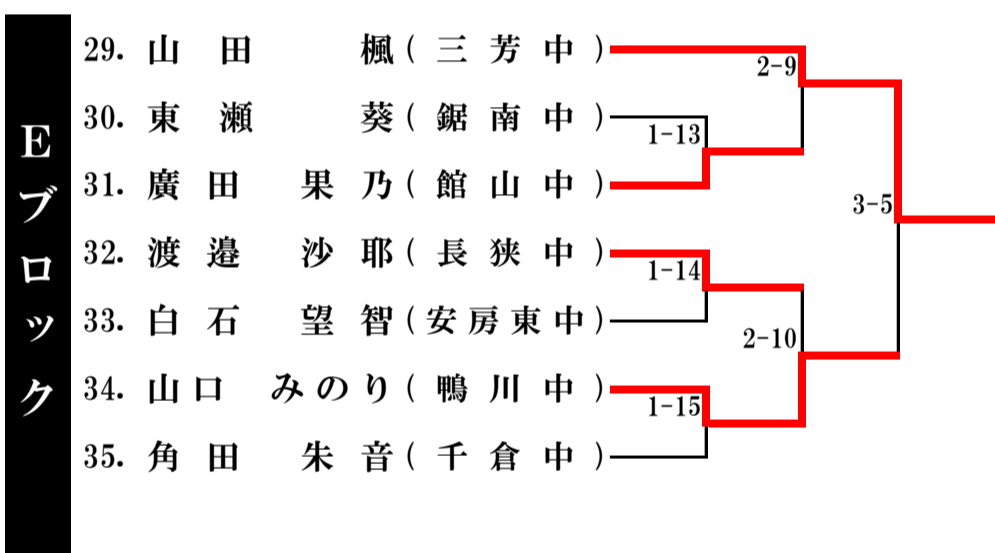 Eブロック
29. 山田 楓(三芳中)
2-9
30. 東瀬 葵(鋸南中)
1-13
31. 廣田 果乃(館山中)
3-5
32. 渡邉 沙耶(長狭中)
1-14
33. 白石 望智(安房東中)
2-10
34. 山口 みのり(鴨川中)
1-15
35. 角田 朱音(千倉中)